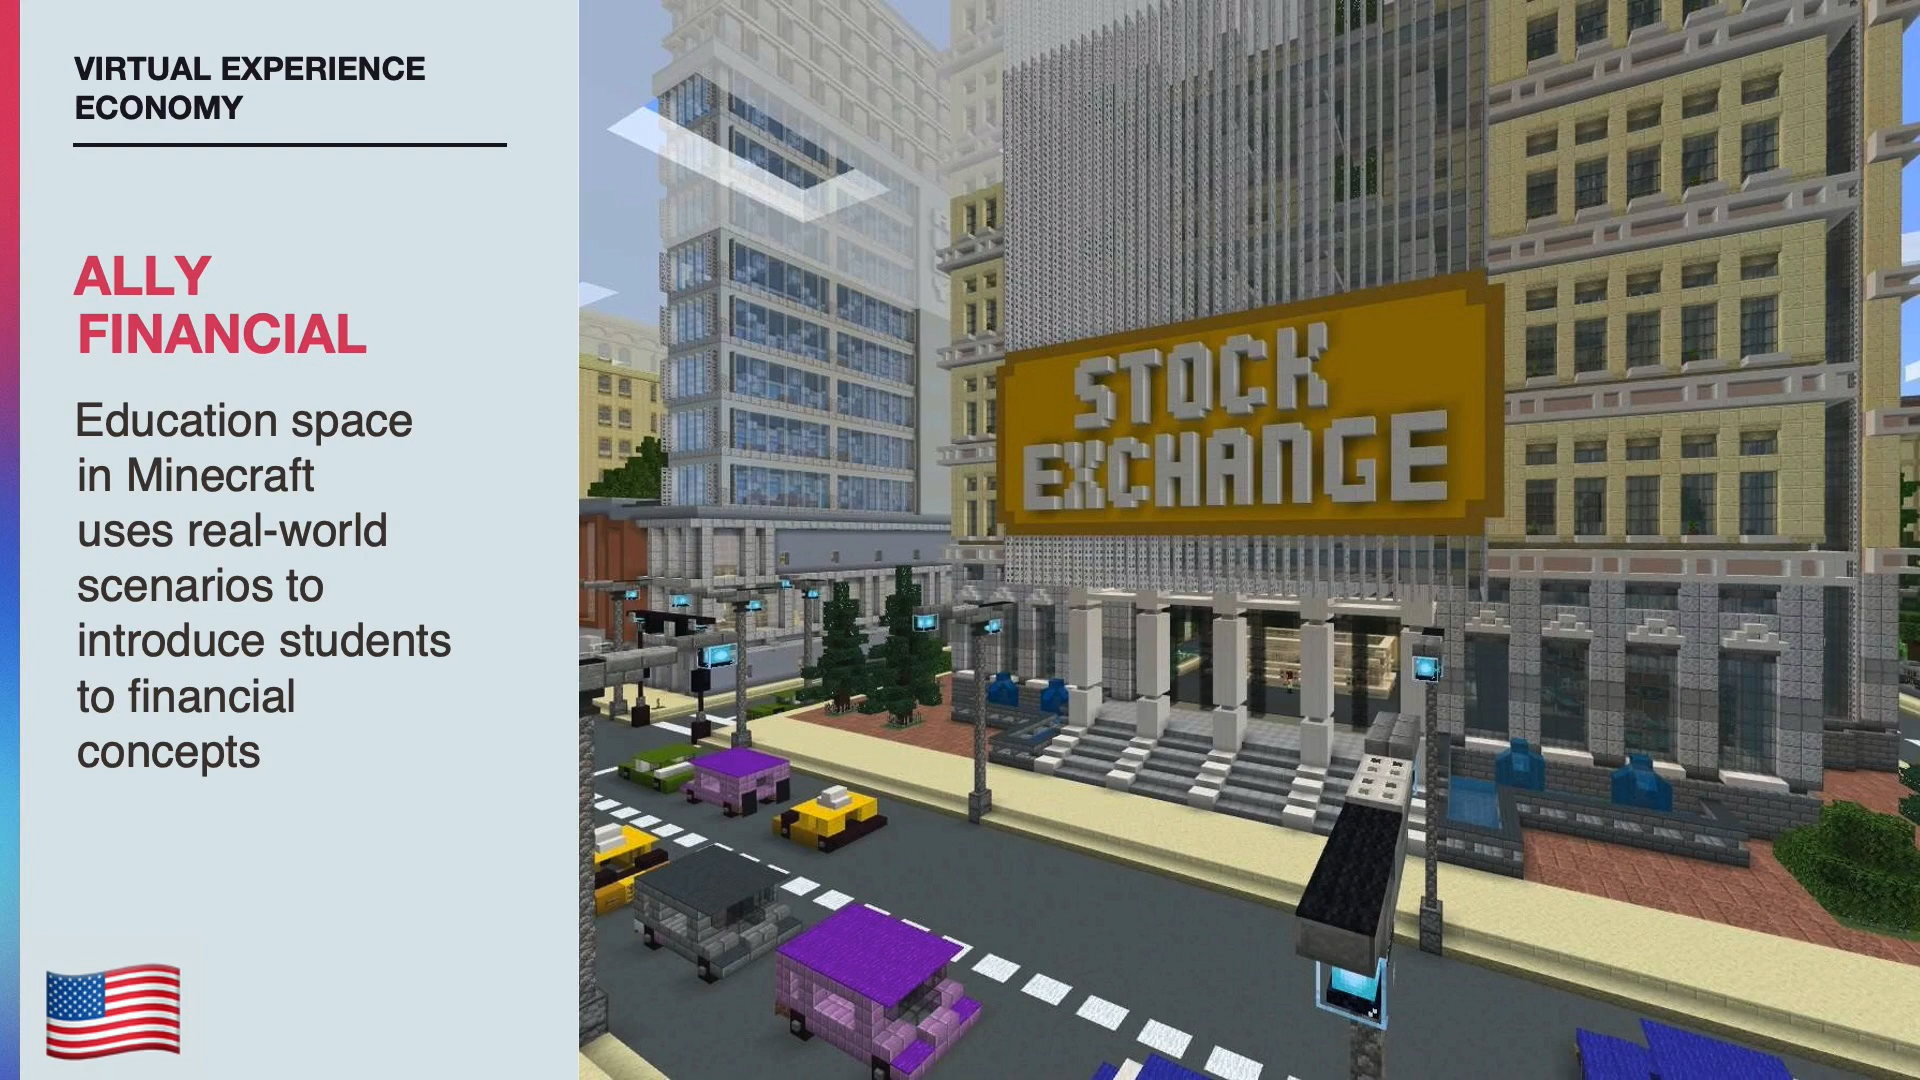 VIRTUAL EXPERIENCE
ECONOMY
ALLY
FINANCIAL
Education space
in Minecraft
uses real-world
scenarios to
introduce students
to financial
concepts
STOCK
EXCHANGE